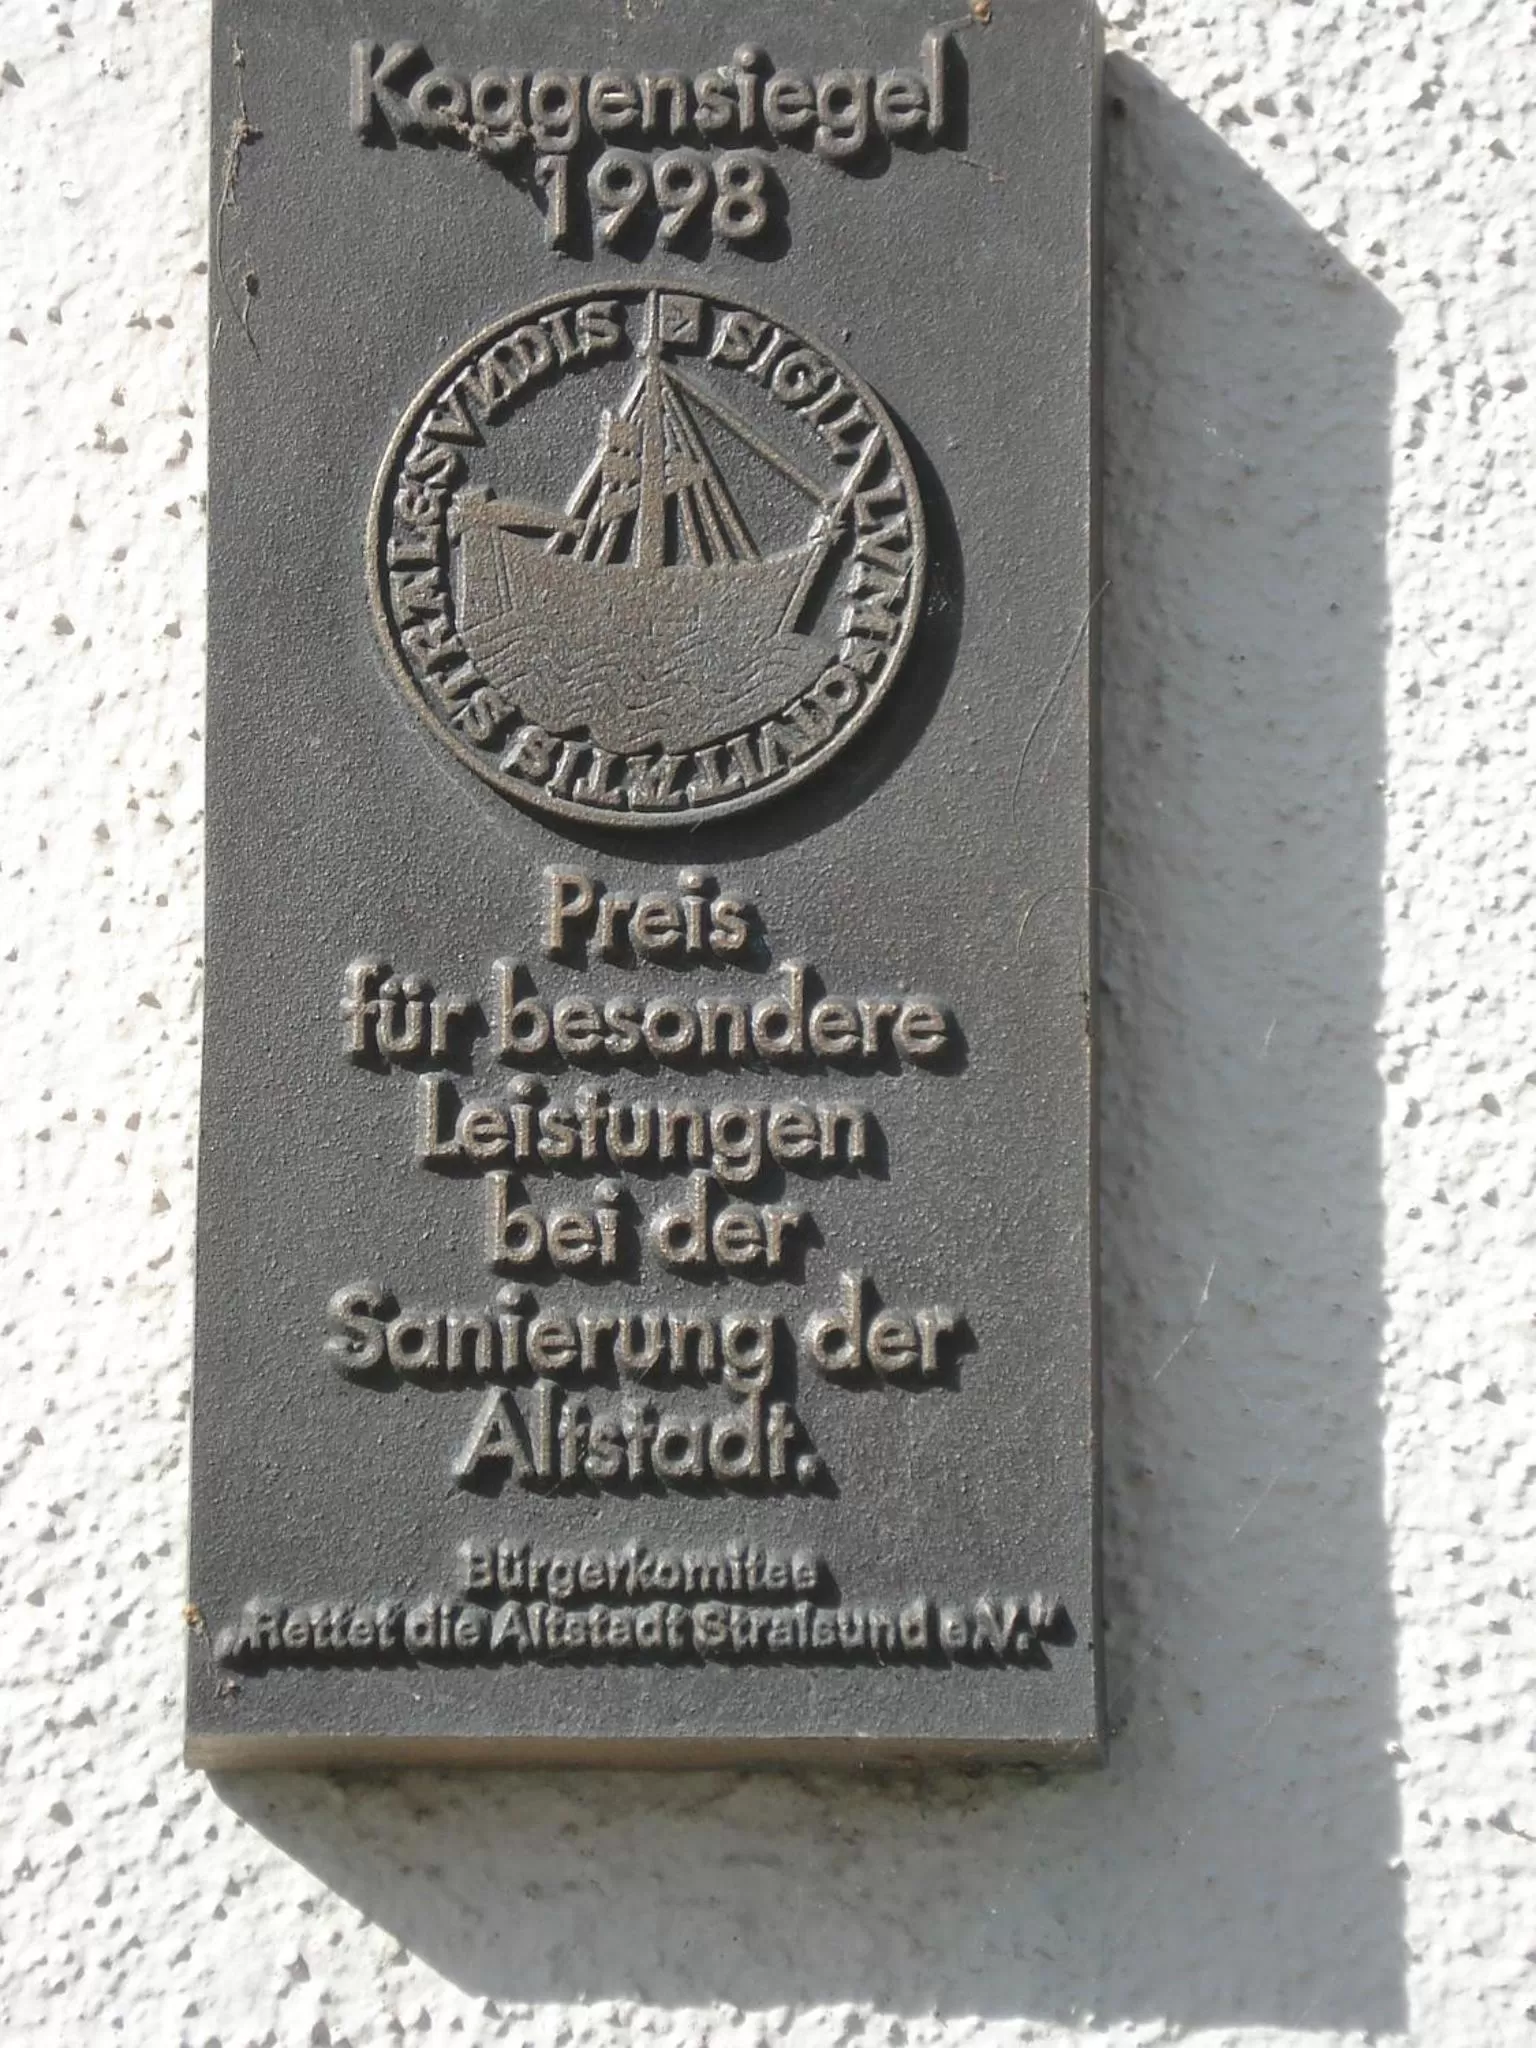 Koggensiegel
1998
SIGILLVM CIVITATIS STRALESVNDIS
Preis
für besondere
Leistungen
bei der
Sanierung der
Altstadt.
Bürgerkomitee
„Rettet die Altstadt Stralsund e.V."